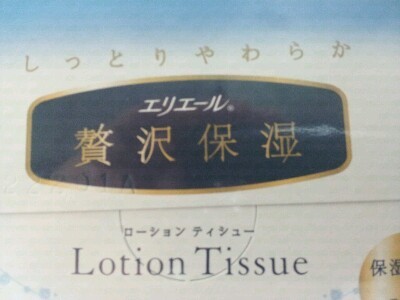 しっとりやわらか
エリエール®
贅沢保湿
ローション ティシュー
Lotion Tissue
保湿